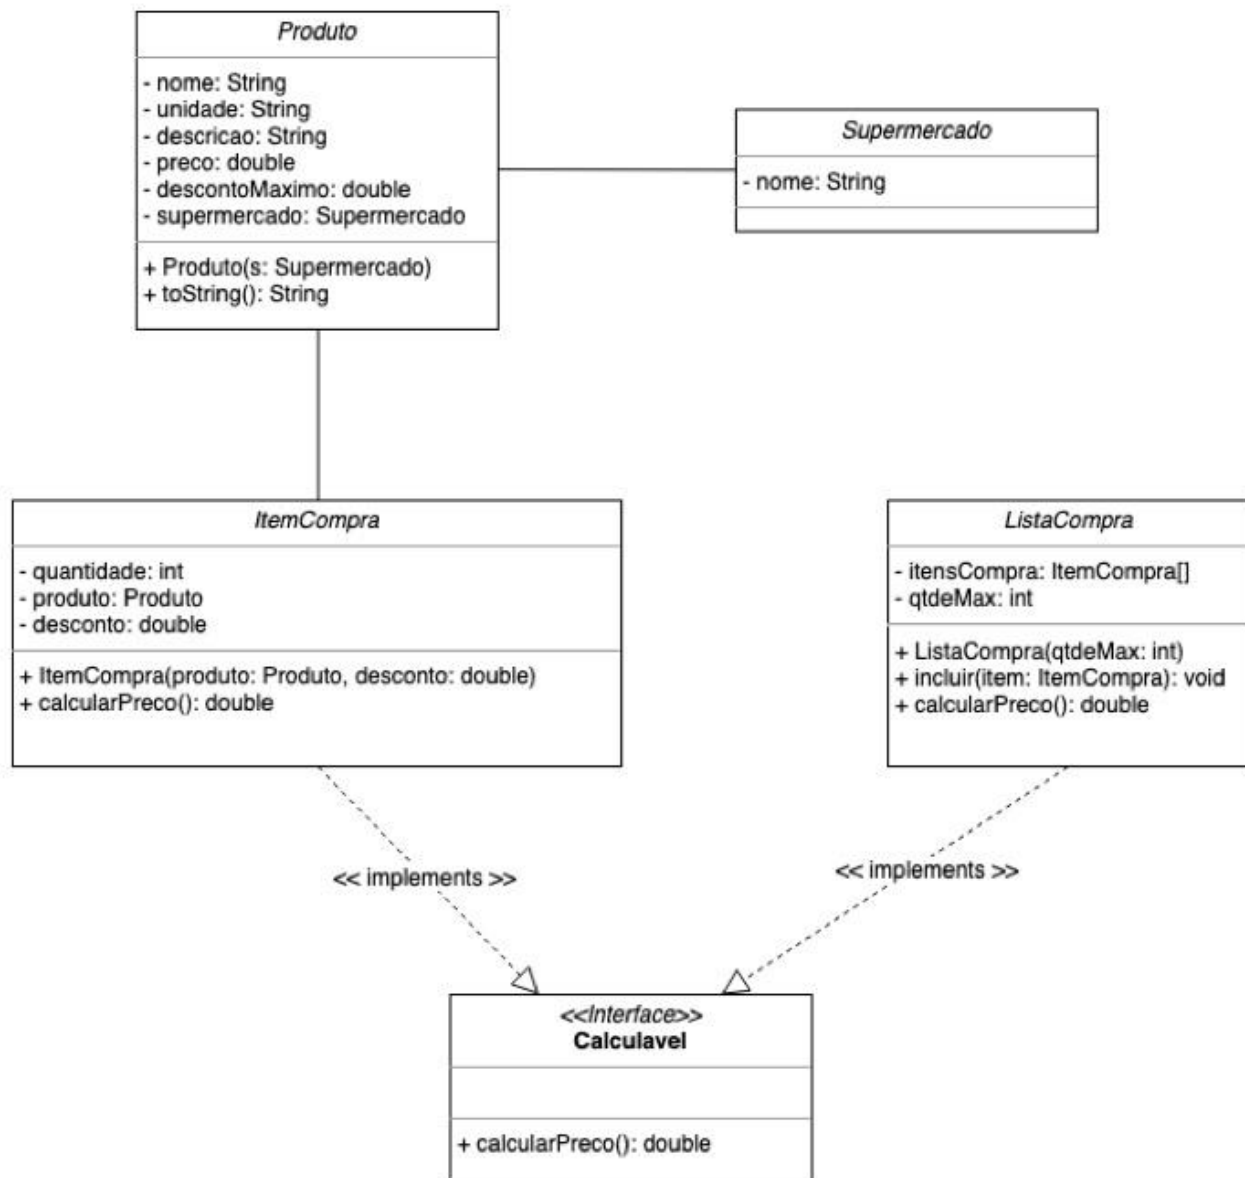 Produto
- nome: String
- unidade: String
- descricao: String
- preco: double
- descontoMaximo: double
- supermercado: Supermercado
+ Produto(s: Supermercado)
+ toString(): String
Supermercado
- nome: String
ItemCompra
- quantidade: int
- produto: Produto
- desconto: double
+ ItemCompra(produto: Produto, desconto: double)
+ calcularPreco(): double
ListaCompra
- itensCompra: ItemCompra[]
- qtdeMax: int
+ ListaCompra(qtdeMax: int)
+ incluir(item: ItemCompra): void
+ calcularPreco(): double
<< implements >>
<< implements >>
<<Interface>>
Calculavel
+ calcularPreco(): double